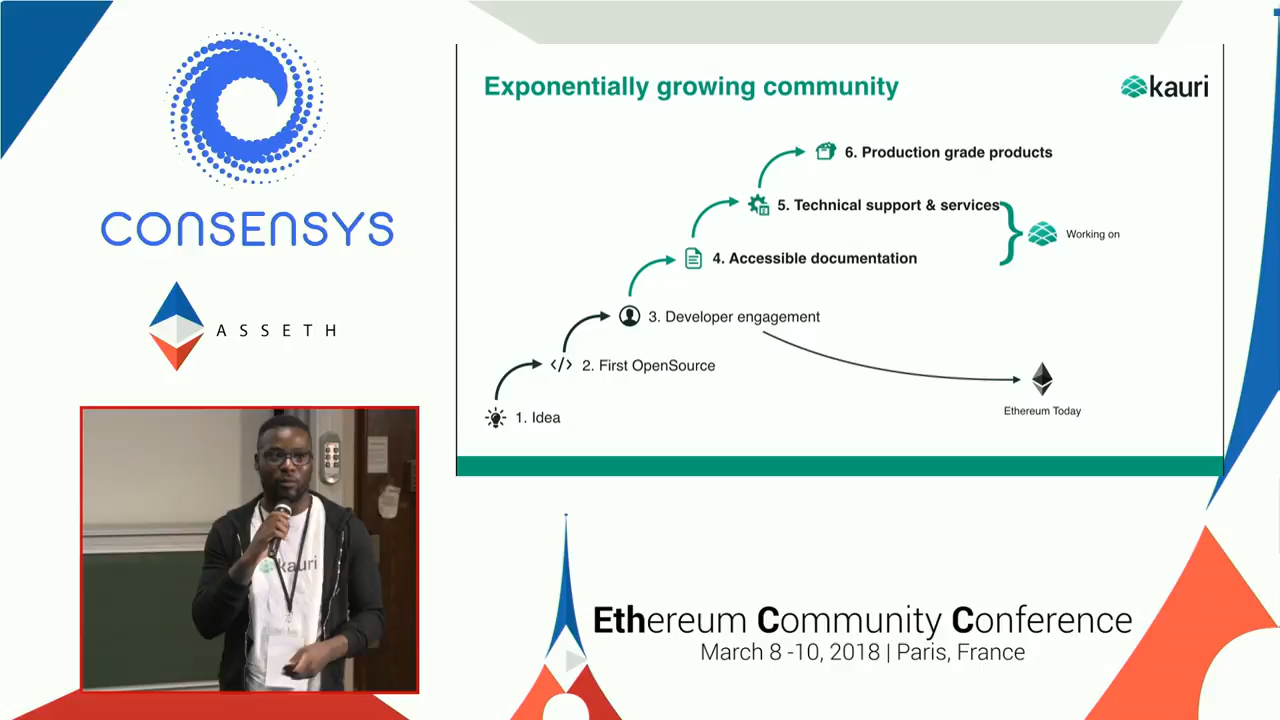 CONSENSYS
ASSETH
Exponentially growing community
kauri
6. Production grade products
5. Technical support & services
Working on
4. Accessible documentation
3. Developer engagement
2. First OpenSource
1. Idea
Ethereum Today
kauri
Ethereum Community Conference
March 8 -10, 2018 | Paris, France